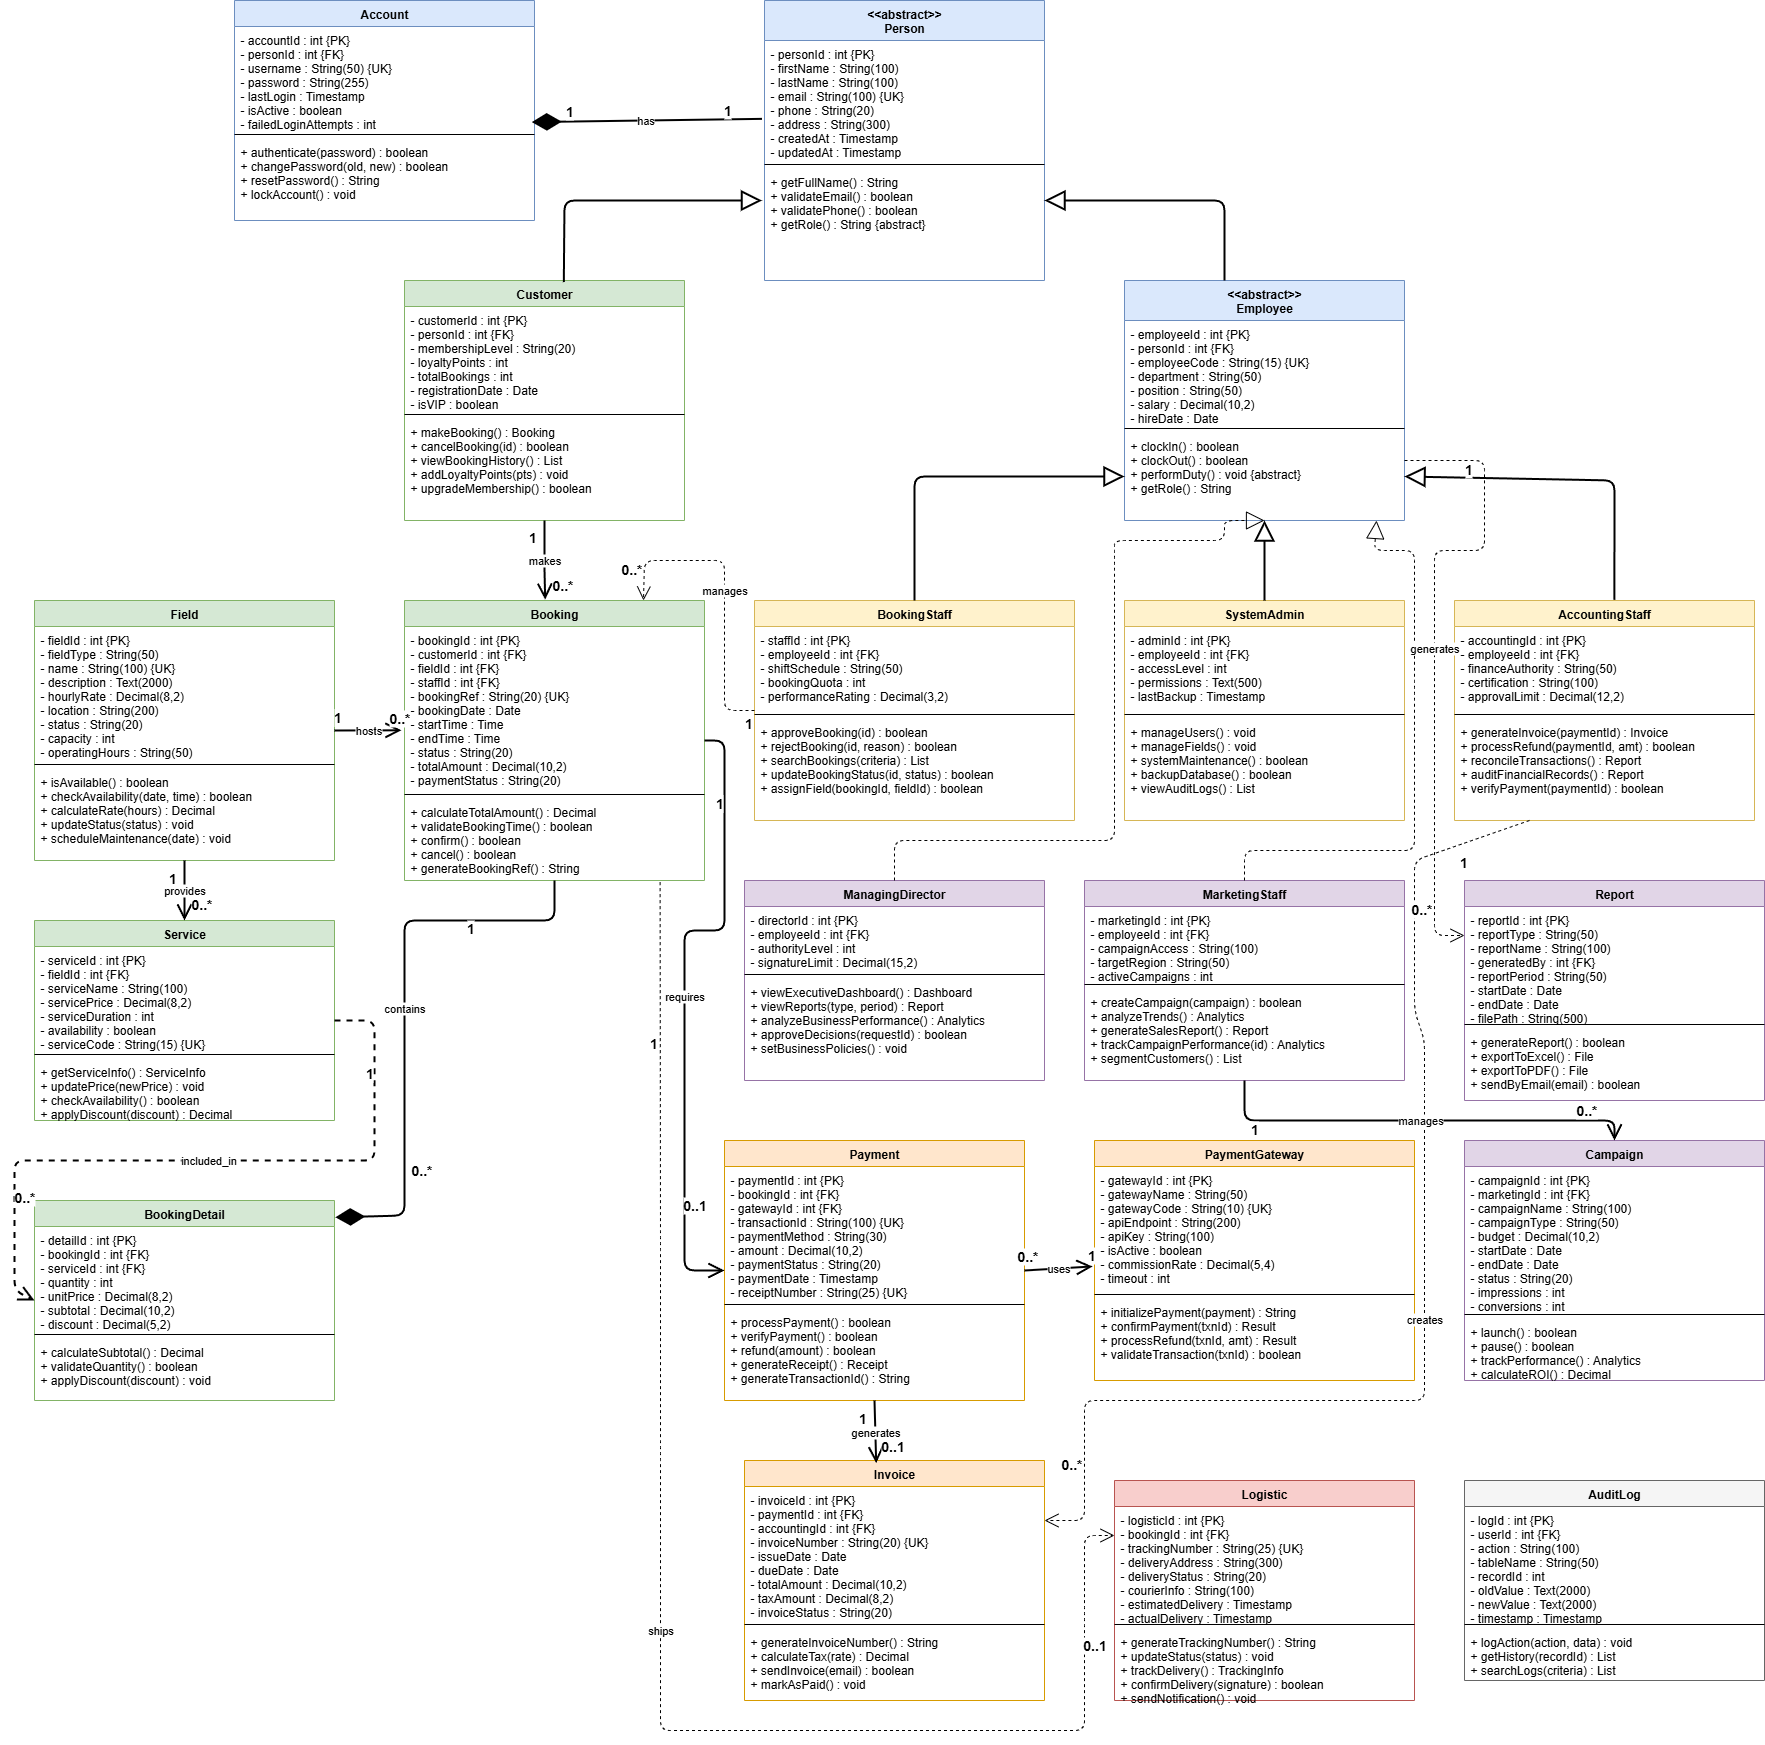 Account
- accountId : int {PK}
- personId : int {FK}
- username : String(50) {UK}
- password : String(255)
- lastLogin : Timestamp
- isActive : boolean
- failedLoginAttempts : int
+ authenticate(password) : boolean
+ changePassword(old, new) : boolean
+ resetPassword() : String
+ lockAccount() : void
1
has
1
<<abstract>>
Person
- personId : int {PK}
- firstName : String(100)
- lastName : String(100)
- email : String(100) {UK}
- phone : String(20)
- address : String(300)
- createdAt : Timestamp
- updatedAt : Timestamp
+ getFullName() : String
+ validateEmail() : boolean
+ validatePhone() : boolean
+ getRole() : String {abstract}
Customer
- customerId : int {PK}
- personId : int {FK}
- membershipLevel : String(20)
- loyaltyPoints : int
- totalBookings : int
- registrationDate : Date
- isVIP : boolean
+ makeBooking() : Booking
+ cancelBooking(id) : boolean
+ viewBookingHistory() : List
+ addLoyaltyPoints(pts) : void
+ upgradeMembership() : boolean
<<abstract>>
Employee
- employeeId : int {PK}
- personId : int {FK}
- employeeCode : String(15) {UK}
- department : String(50)
- position : String(50)
- salary : Decimal(10,2)
- hireDate : Date
+ clockIn() : boolean
+ clockOut() : boolean
+ performDuty() : void {abstract}
+ getRole() : String
1
1
makes
0..*
0..*
manages
1
generates
0..*
Field
- fieldId : int {PK}
- fieldType : String(50)
- name : String(100) {UK}
- description : Text(2000)
- hourlyRate : Decimal(8,2)
- location : String(200)
- status : String(20)
- capacity : int
- operatingHours : String(50)
+ isAvailable() : boolean
+ checkAvailability(date, time) : boolean
+ calculateRate(hours) : Decimal
+ updateStatus(status) : void
+ scheduleMaintenance(date) : void
1
hosts
0..*
Booking
- bookingId : int {PK}
- customerId : int {FK}
- fieldId : int {FK}
- staffId : int {FK}
- bookingRef : String(20) {UK}
- bookingDate : Date
- startTime : Time
- endTime : Time
- status : String(20)
- totalAmount : Decimal(10,2)
- paymentStatus : String(20)
+ calculateTotalAmount() : Decimal
+ validateBookingTime() : boolean
+ confirm() : boolean
+ cancel() : boolean
+ generateBookingRef() : String
BookingStaff
- staffId : int {PK}
- employeeId : int {FK}
- shiftSchedule : String(50)
- bookingQuota : int
- performanceRating : Decimal(3,2)
+ approveBooking(id) : boolean
+ rejectBooking(id, reason) : boolean
+ searchBookings(criteria) : List
+ updateBookingStatus(id, status) : boolean
+ assignField(bookingId, fieldId) : boolean
SystemAdmin
- adminId : int {PK}
- employeeId : int {FK}
- accessLevel : int
- permissions : Text(500)
- lastBackup : Timestamp
+ manageUsers() : void
+ manageFields() : void
+ systemMaintenance() : boolean
+ backupDatabase() : boolean
+ viewAuditLogs() : List
AccountingStaff
- accountingId : int {PK}
- employeeId : int {FK}
- financeAuthority : String(50)
- certification : String(100)
- approvalLimit : Decimal(12,2)
+ generateInvoice(paymentId) : Invoice
+ processRefund(paymentId, amt) : boolean
+ reconcileTransactions() : Report
+ auditFinancialRecords() : Report
+ verifyPayment(paymentId) : boolean
1
provides
0..*
1
contains
0..*
1
requires
0..1
1
ships
0..1
1
creates
0..*
Service
- serviceId : int {PK}
- fieldId : int {FK}
- serviceName : String(100)
- servicePrice : Decimal(8,2)
- serviceDuration : int
- availability : boolean
- serviceCode : String(15) {UK}
+ getServiceInfo() : ServiceInfo
+ updatePrice(newPrice) : void
+ checkAvailability() : boolean
+ applyDiscount(discount) : Decimal
1
included_in
0..*
ManagingDirector
- directorId : int {PK}
- employeeId : int {FK}
- authorityLevel : int
- signatureLimit : Decimal(15,2)
+ viewExecutiveDashboard() : Dashboard
+ viewReports(type, period) : Report
+ analyzeBusinessPerformance() : Analytics
+ approveDecisions(requestId) : boolean
+ setBusinessPolicies() : void
MarketingStaff
- marketingId : int {PK}
- employeeId : int {FK}
- campaignAccess : String(100)
- targetRegion : String(50)
- activeCampaigns : int
+ createCampaign(campaign) : boolean
+ analyzeTrends() : Analytics
+ generateSalesReport() : Report
+ trackCampaignPerformance(id) : Analytics
+ segmentCustomers() : List
Report
- reportId : int {PK}
- reportType : String(50)
- reportName : String(100)
- generatedBy : int {FK}
- reportPeriod : String(50)
- startDate : Date
- endDate : Date
- filePath : String(500)
+ generateReport() : boolean
+ exportToExcel() : File
+ exportToPDF() : File
+ sendByEmail(email) : boolean
1
manages
0..*
BookingDetail
- detailId : int {PK}
- bookingId : int {FK}
- serviceId : int {FK}
- quantity : int
- unitPrice : Decimal(8,2)
- subtotal : Decimal(10,2)
- discount : Decimal(5,2)
+ calculateSubtotal() : Decimal
+ validateQuantity() : boolean
+ applyDiscount(discount) : void
Payment
- paymentId : int {PK}
- bookingId : int {FK}
- gatewayId : int {FK}
- transactionId : String(100) {UK}
- paymentMethod : String(30)
- amount : Decimal(10,2)
- paymentStatus : String(20)
- paymentDate : Timestamp
- receiptNumber : String(25) {UK}
+ processPayment() : boolean
+ verifyPayment() : boolean
+ refund(amount) : boolean
+ generateReceipt() : Receipt
+ generateTransactionId() : String
0..*
uses
1
PaymentGateway
- gatewayId : int {PK}
- gatewayName : String(50)
- gatewayCode : String(10) {UK}
- apiEndpoint : String(200)
- apiKey : String(100)
- isActive : boolean
- commissionRate : Decimal(5,4)
- timeout : int
+ initializePayment(payment) : String
+ confirmPayment(txnId) : Result
+ processRefund(txnId, amt) : Result
+ validateTransaction(txnId) : boolean
Campaign
- campaignId : int {PK}
- marketingId : int {FK}
- campaignName : String(100)
- campaignType : String(50)
- budget : Decimal(10,2)
- startDate : Date
- endDate : Date
- status : String(20)
- impressions : int
- conversions : int
+ launch() : boolean
+ pause() : boolean
+ trackPerformance() : Analytics
+ calculateROI() : Decimal
1
generates
0..1
Invoice
- invoiceId : int {PK}
- paymentId : int {FK}
- accountingId : int {FK}
- invoiceNumber : String(20) {UK}
- issueDate : Date
- dueDate : Date
- totalAmount : Decimal(10,2)
- taxAmount : Decimal(8,2)
- invoiceStatus : String(20)
+ generateInvoiceNumber() : String
+ calculateTax(rate) : Decimal
+ sendInvoice(email) : boolean
+ markAsPaid() : void
Logistic
- logisticId : int {PK}
- bookingId : int {FK}
- trackingNumber : String(25) {UK}
- deliveryAddress : String(300)
- deliveryStatus : String(20)
- courierInfo : String(100)
- estimatedDelivery : Timestamp
- actualDelivery : Timestamp
+ generateTrackingNumber() : String
+ updateStatus(status) : void
+ trackDelivery() : TrackingInfo
+ confirmDelivery(signature) : boolean
+ sendNotification() : void
AuditLog
- logId : int {PK}
- userId : int {FK}
- action : String(100)
- tableName : String(50)
- recordId : int
- oldValue : Text(2000)
- newValue : Text(2000)
- timestamp : Timestamp
+ logAction(action, data) : void
+ getHistory(recordId) : List
+ searchLogs(criteria) : List